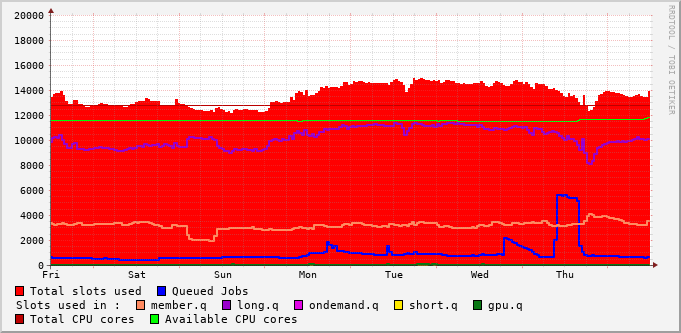 20000
18000
16000
14000
12000
10000
8000
6000
4000
2000
0
Fri Sat Sun Mon Tue Wed Thu
RRDTOOL / TOBI OETIKER
Total slots used Queued Jobs
Slots used in : member.q long.q ondemand.q short.q gpu.q
Total CPU cores Available CPU cores